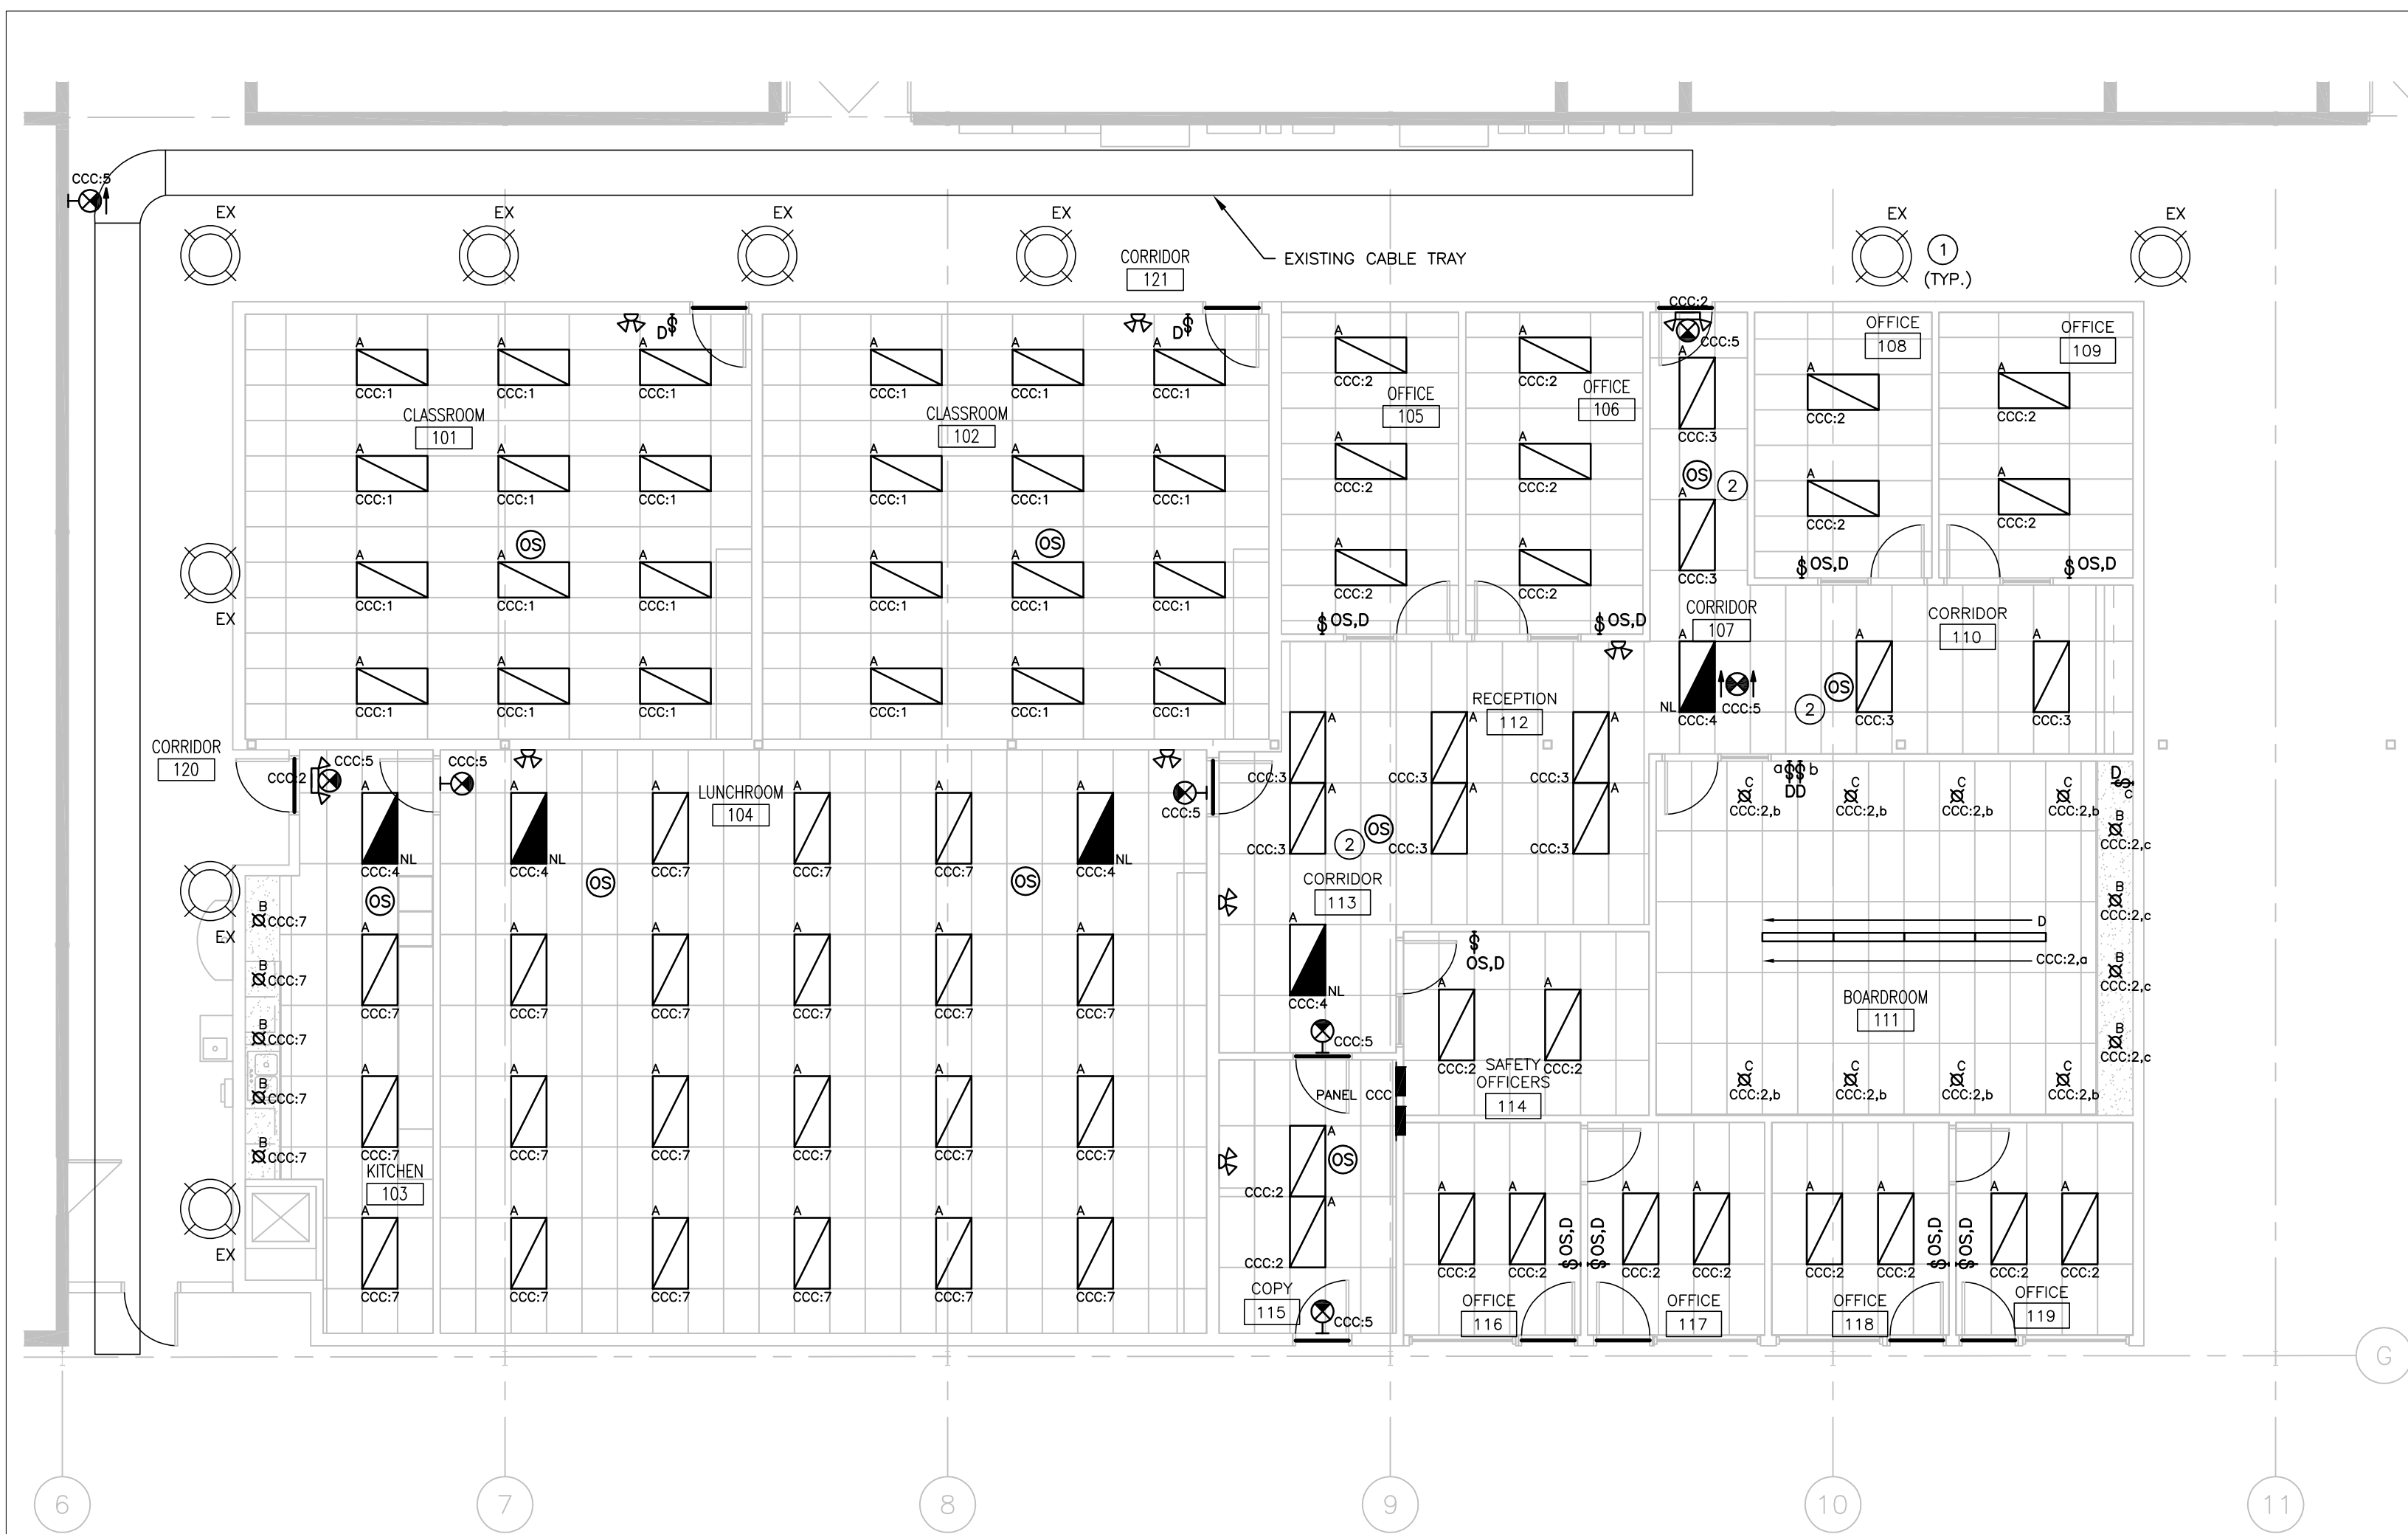 CCC:5
EX
EX
EX
EX
EX
EX
1
(TYP.)
CORRIDOR
121
EXISTING CABLE TRAY
D$
D$
CCC:2
CCC:5
A A A A A A
CCC:1 CCC:1 CCC:1 CCC:1 CCC:1 CCC:1
CLASSROOM
101
CLASSROOM
102
A A A A A A
CCC:1 CCC:1 CCC:1 CCC:1 CCC:1 CCC:1
OS
OS
A A A A A A
CCC:1 CCC:1 CCC:1 CCC:1 CCC:1 CCC:1
A A A A A A
CCC:1 CCC:1 CCC:1 CCC:1 CCC:1 CCC:1
EX
A
CCC:2
OFFICE
105
A
CCC:2
A
CCC:2
$ OS,D
A
CCC:2
OFFICE
106
A
CCC:2
A
CCC:2
$ OS,D
A
CCC:3
OS
2
A
CCC:3
CORRIDOR
107
A
NL
CCC:4
CCC:5
OFFICE
108
A
CCC:2
A
CCC:2
$ OS,D
OFFICE
109
A
CCC:2
A
CCC:2
$ OS,D
CORRIDOR
110
A
A
OS
2
CCC:3
CCC:3
RECEPTION
112
A A A
CCC:3 CCC:3 CCC:3
A A A
OS
2
CCC:3 CCC:3 CCC:3
CORRIDOR
120
CCC:2
CCC:5
CCC:5
CCC:5
LUNCHROOM
104
A A A A A A
NL NL NL
CCC:4 CCC:4 CCC:7 CCC:7 CCC:7 CCC:4
OS
OS
OS
EX
A A A A A A
CCC:7 CCC:7 CCC:7 CCC:7 CCC:7 CCC:7
A A A A A A
CCC:7 CCC:7 CCC:7 CCC:7 CCC:7 CCC:7
A A A A A A
CCC:7 CCC:7 CCC:7 CCC:7 CCC:7 CCC:7
B
CCC:7
B
CCC:7
B
CCC:7
B
CCC:7
B
CCC:7
KITCHEN
103
EX
CORRIDOR
113
A
NL
CCC:4
CCC:5
PANEL CCC
A
OS
CCC:2
A
CCC:2
COPY
115
CCC:5
$
OS,D
A A
CCC:2 CCC:2
SAFETY
OFFICERS
114
a$$ b
DD
C C C C
CCC:2,b CCC:2,b CCC:2,b CCC:2,b
D
$
c
B
CCC:2,c
B
CCC:2,c
B
CCC:2,c
B
CCC:2,c
D
CCC:2,a
BOARDROOM
111
C C C C
CCC:2,b CCC:2,b CCC:2,b CCC:2,b
A A
CCC:2 CCC:2
$ OS,D
OFFICE
116
A A
CCC:2 CCC:2
$ OS,D
OFFICE
117
A A
CCC:2 CCC:2
$ OS,D
OFFICE
118
A A
CCC:2 CCC:2
$ OS,D
OFFICE
119
G
6
7
8
9
10
11